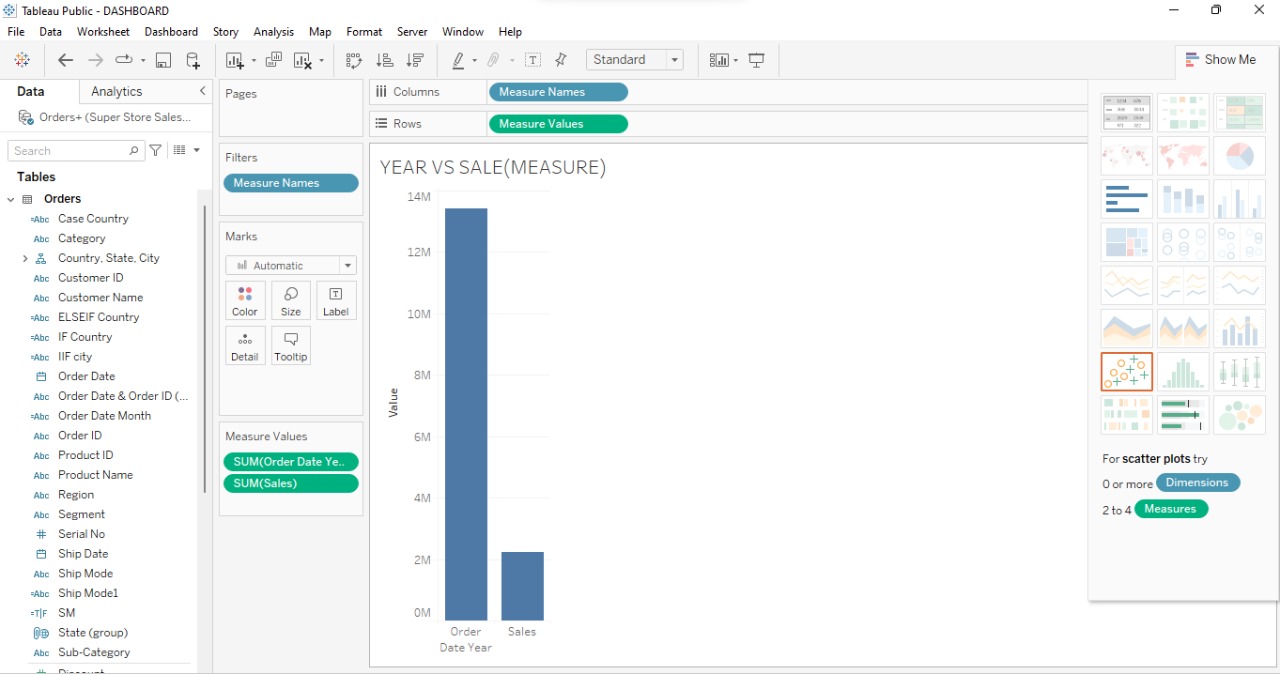 Tableau Public - DASHBOARD
File Data Worksheet Dashboard Story Analysis Map Format Server Window Help
Standard
Show Me
Data Analytics
Orders+ (Super Store Sales...
Search
Tables
Orders
=Abc Case Country
Abc Category
Country, State, City
Abc Customer ID
Abc Customer Name
=Abc ELSEIF Country
=Abc IF Country
=Abc IIF city
Order Date
Abc Order Date & Order ID (...
=Abc Order Date Month
Abc Order ID
Abc Product ID
Abc Product Name
Abc Region
Abc Segment
# Serial No
Ship Date
Abc Ship Mode
=Abc Ship Mode1
=T|F SM
State (group)
Abc Sub-Category
# Discount
Pages
Filters
Measure Names
Marks
Automatic
Color Size Label
Detail Tooltip
Measure Values
SUM(Order Date Ye..
SUM(Sales)
Columns Measure Names
Rows Measure Values
YEAR VS SALE(MEASURE)
14M
12M
10M
8M
6M
4M
2M
0M
Value
Order
Date Year
Sales
For scatter plots try
0 or more Dimensions
2 to 4 Measures